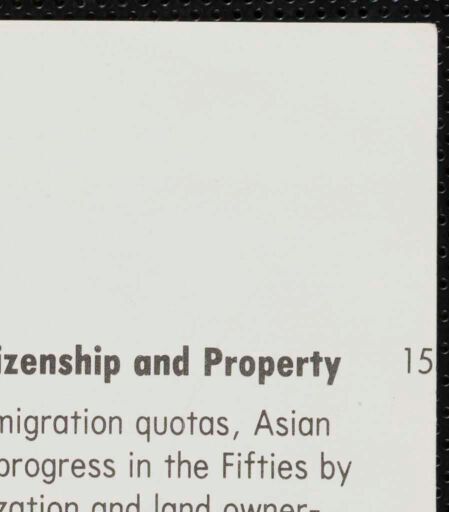 izenship and Property 15
migration quotas, Asian
progress in the Fifties by
zation and land owner-